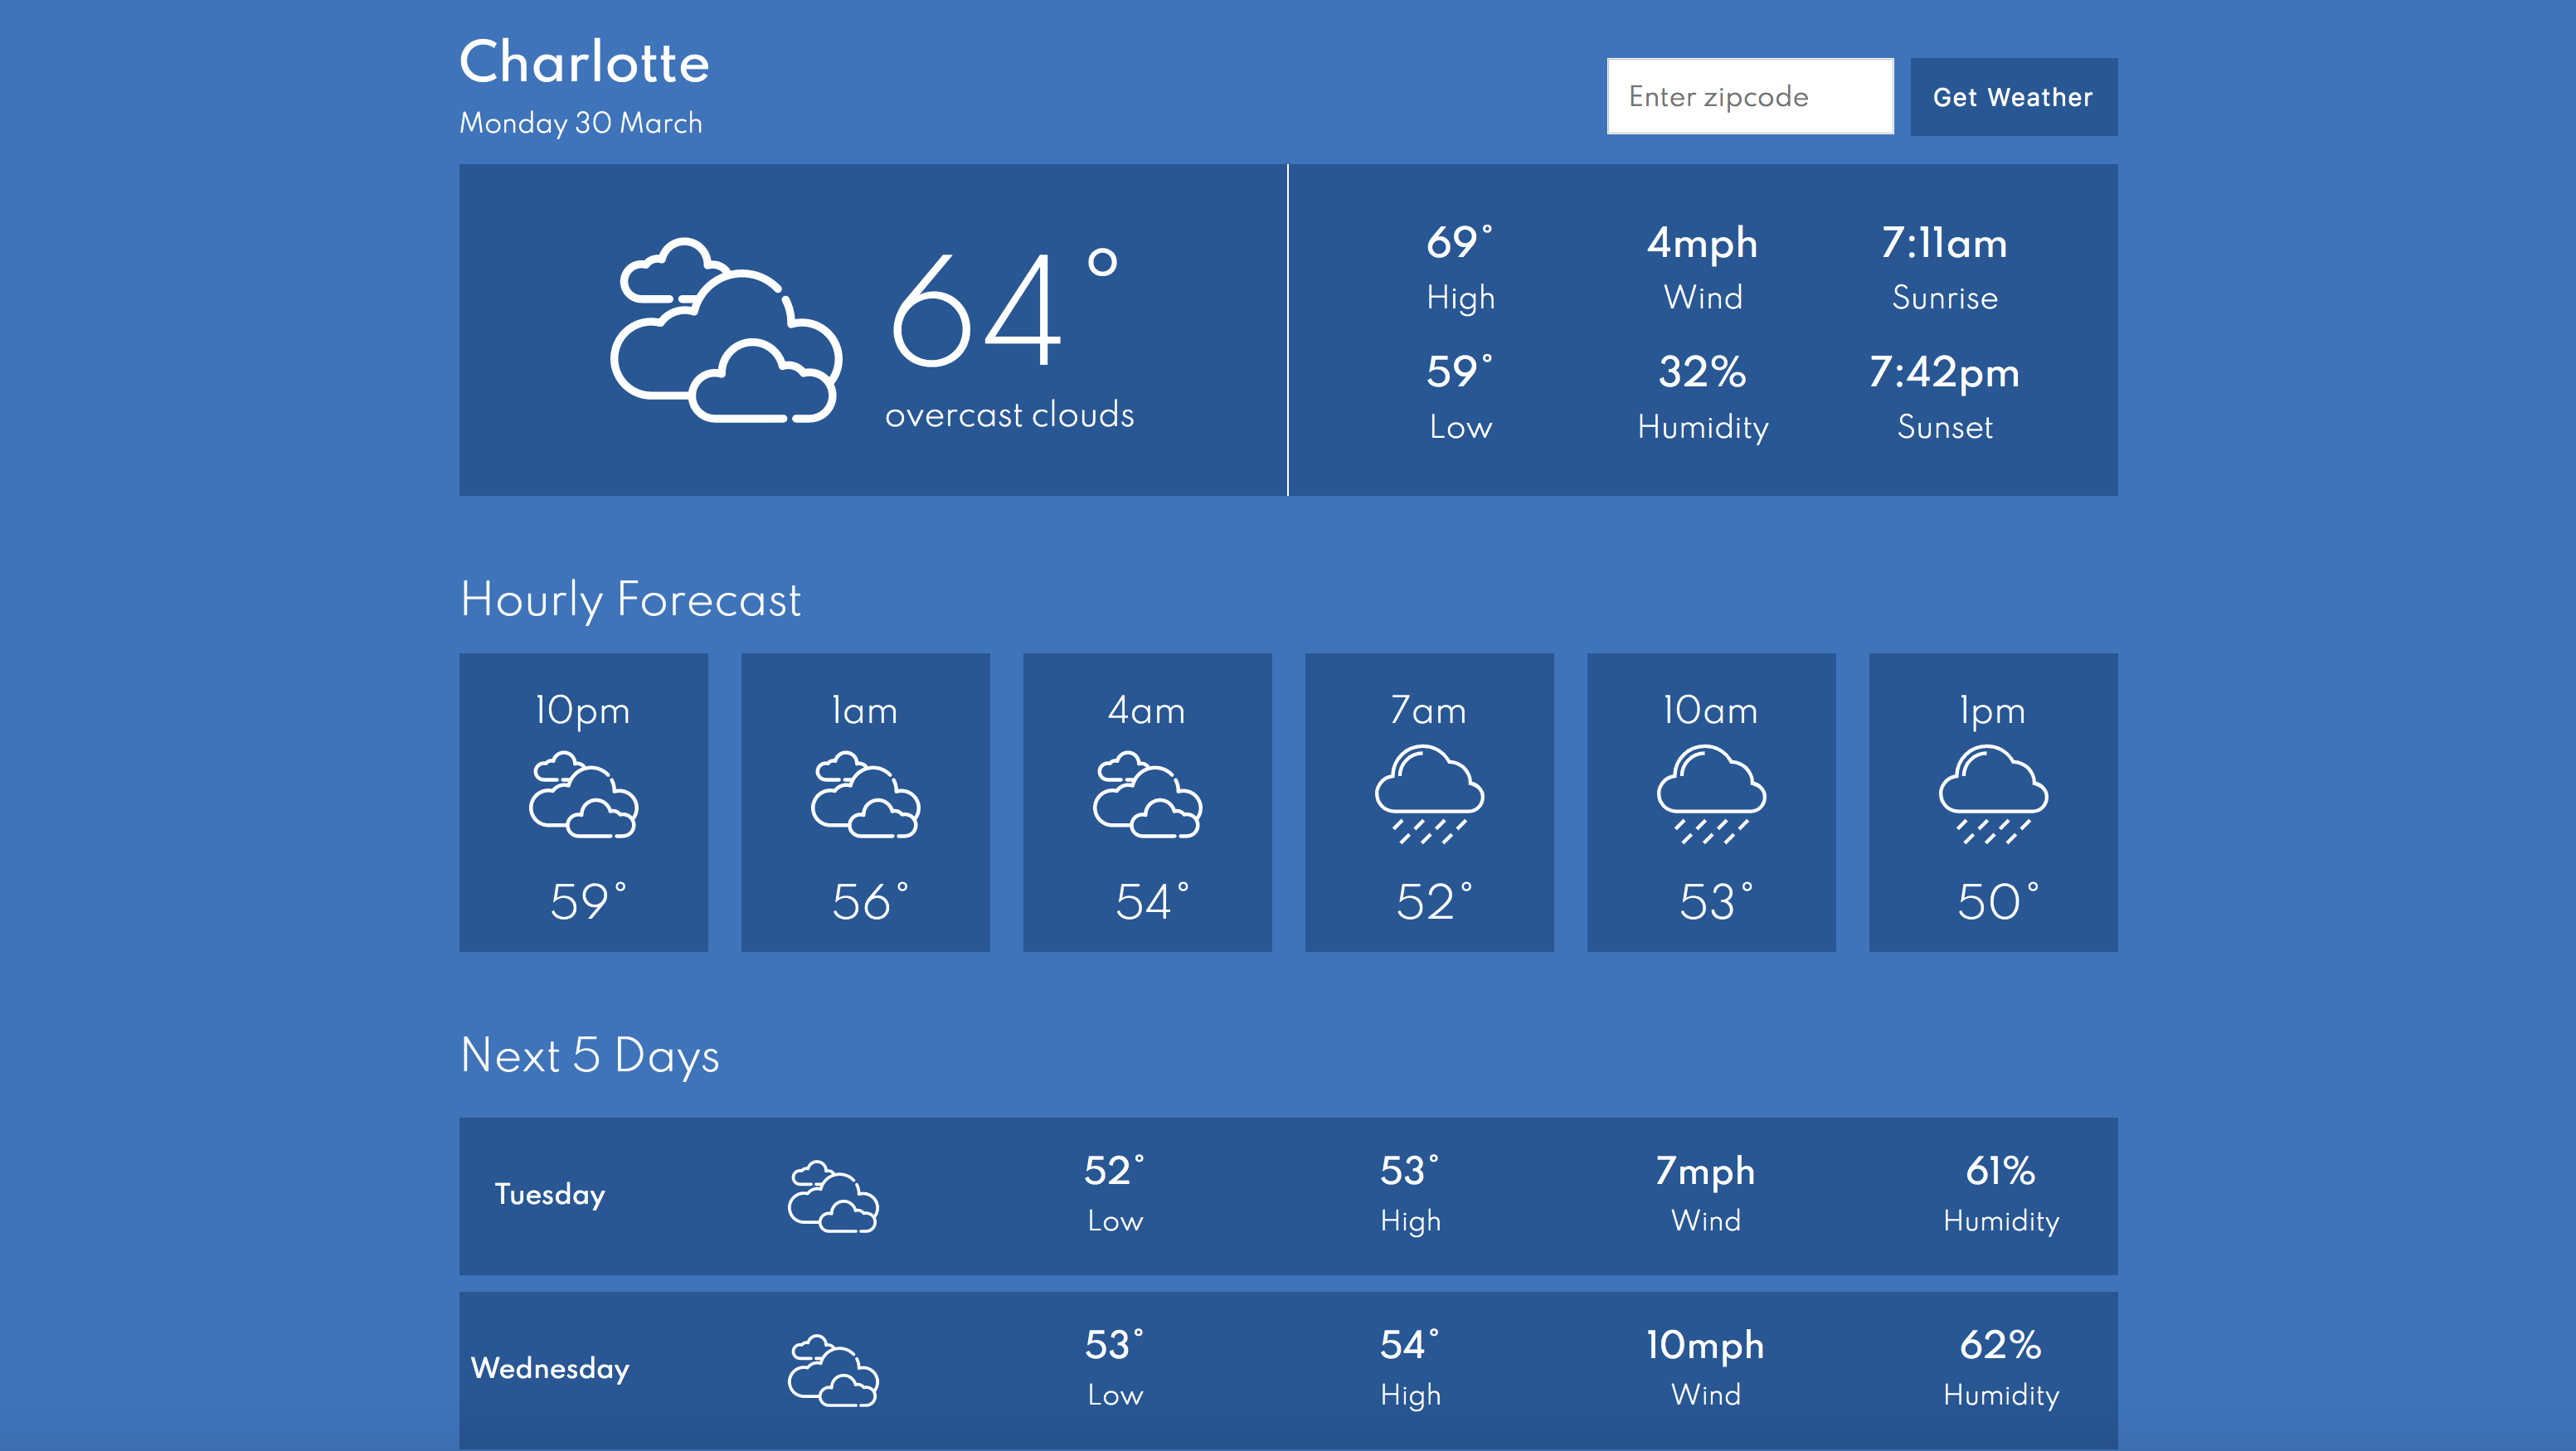 Charlotte
Monday 30 March
Enter zipcode
Get Weather
64°
overcast clouds
69° 4mph 7:11am
High Wind Sunrise
59° 32% 7:42pm
Low Humidity Sunset
Hourly Forecast
10pm 1am 4am 7am 10am 1pm
59° 56° 54° 52° 53° 50°
Next 5 Days
Tuesday
52° 53° 7mph 61%
Low High Wind Humidity
Wednesday
53° 54° 10mph 62%
Low High Wind Humidity